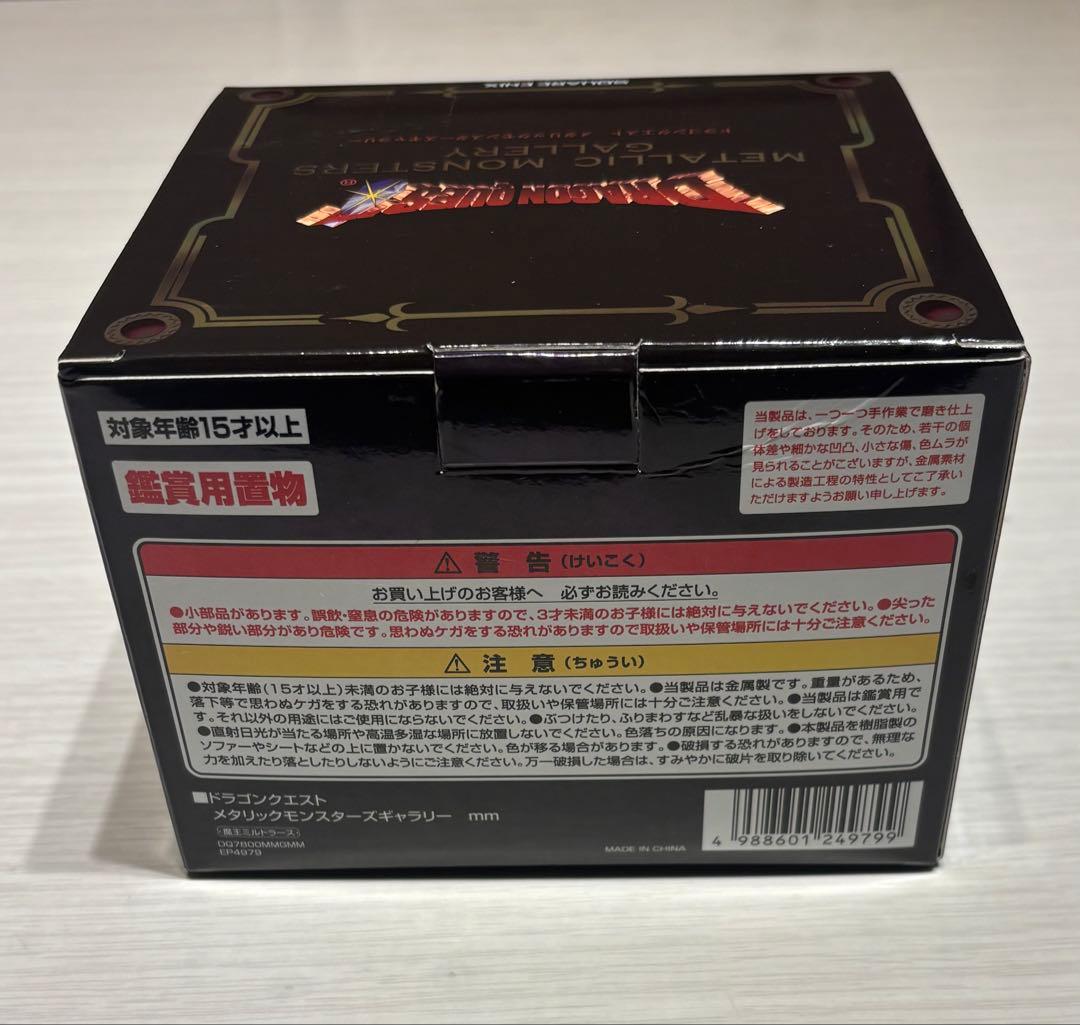 SQUARE ENIX
ドラゴンクエスト メタリックモンスターズギャラリー
METALLIC MONSTERS
GALLERY
DRAGON QUEST®
対象年齢15才以上
鑑賞用置物
当製品は、一つ一つ手作業で磨き仕上
げをしております。そのため、若干の個
体差や細かな凹凸、小さな傷、色ムラが
見られることがございますが、金属素材
による製造工程の特性としてご了承い
ただけますようお願い申し上げます。
⚠ 警 告(けいこく)
お買い上げのお客様へ 必ずお読みください。
●小部品があります。誤飲・窒息の危険がありますので、3才未満のお子様には絶対に与えないでください。●尖った
部分や鋭い部分があり危険です。思わぬケガをする恐れがありますので取扱いや保管場所には十分ご注意ください。
⚠ 注 意(ちゅうい)
●対象年齢(15才以上)未満のお子様には絶対に与えないでください。●当製品は金属製です。重量があるため、
落下等で思わぬケガをする恐れがありますので、取扱いや保管場所には十分ご注意ください。●当製品は鑑賞用で
す。それ以外の用途にはご使用にならないでください。●ぶつけたり、ふりまわすなど乱暴な扱いをしないでください。
●直射日光が当たる場所や高温多湿な場所に放置しないでください。色落ちの原因になります。●本製品を樹脂製の
ソファーやシートなどの上に置かないでください。色が移る場合があります。●破損する恐れがありますので、無理な
力を加えたり落としたりしないようにご注意ください。万一破損した場合は、すみやかに破片を取り除いてください。
■ドラゴンクエスト
メタリックモンスターズギャラリー mm
〈魔王ミルドラース〉
DQ7800MMGMM
EP4979
MADE IN CHINA
4 988601 249799